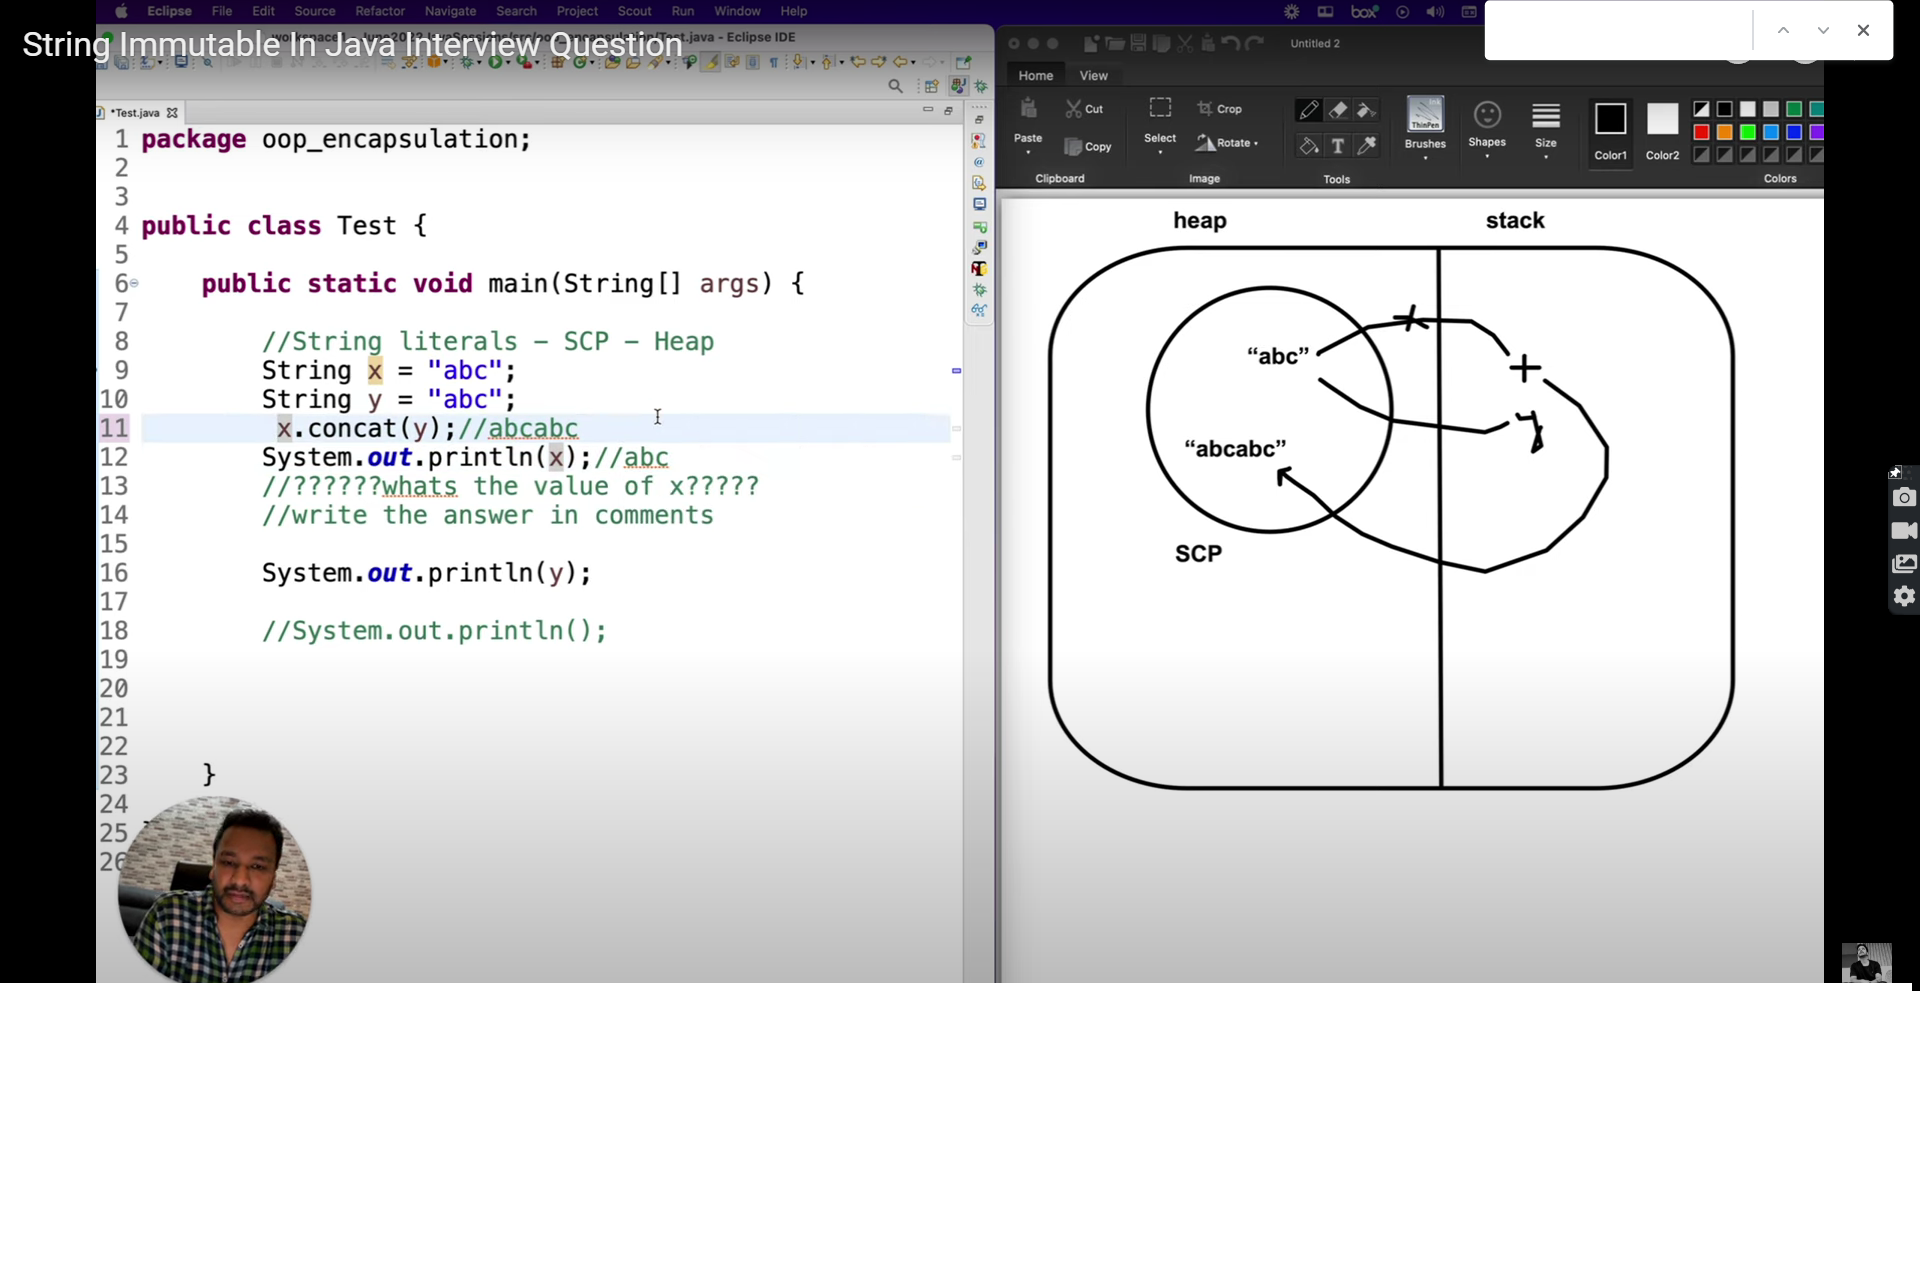 Eclipse File Edit Source Refactor Navigate Search Project Scout Run Window Help
box
String Immutable In Java Interview Question
Test.java - Eclipse IDE
Untitled 2
Home View
Cut
Crop
Paste
Copy
Select
Rotate
Brushes
Shapes
Size
Color1
Color2
Clipboard
Image
Tools
Colors
*Test.java
1 package oop_encapsulation;
2
3
4 public class Test {
5
6 public static void main(String[] args) {
7
8 //String literals – SCP – Heap
9 String x = "abc";
10 String y = "abc";
11 x.concat(y);//abcabc
12 System.out.println(x);//abc
13 //??????whats the value of x?????
14 //write the answer in comments
15
16 System.out.println(y);
17
18 //System.out.println();
19
20
21
22
23 }
24
25
26
heap
stack
“abc”
y
“abcabc”
SCP